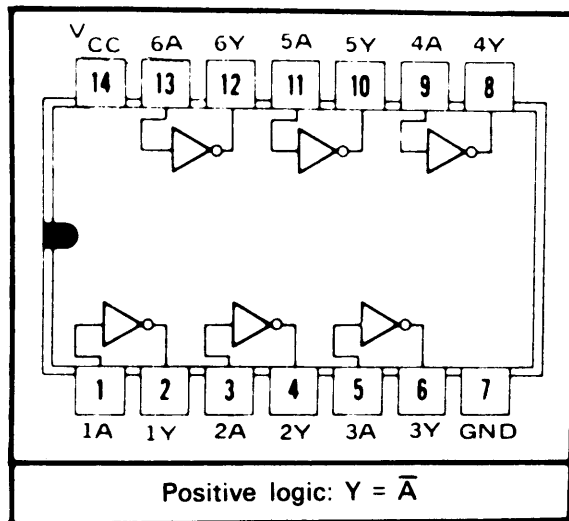 VCC 6A 6Y 5A 5Y 4A 4Y
14 13 12 11 10 9 8
1 2 3 4 5 6 7
1A 1Y 2A 2Y 3A 3Y GND
Positive logic: Y = A̅